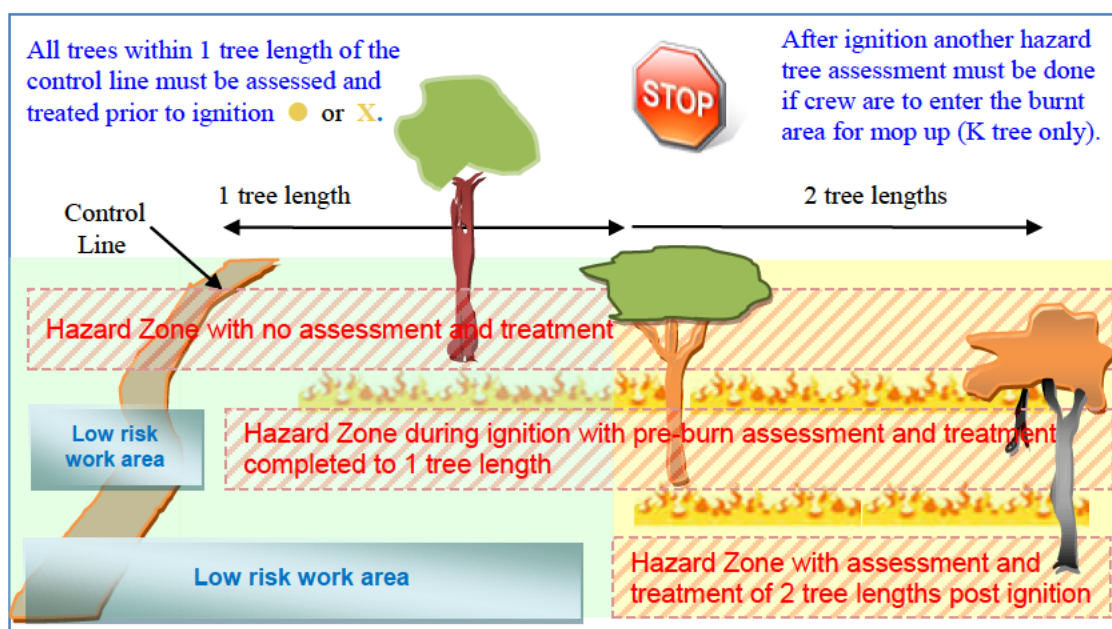 All trees within 1 tree length of the
control line must be assessed and
treated prior to ignition ● or X.
STOP
After ignition another hazard
tree assessment must be done
if crew are to enter the burnt
area for mop up (K tree only).
1 tree length
2 tree lengths
Control
Line
Hazard Zone with no assessment and treatment
Low risk
work area
Hazard Zone during ignition with pre-burn assessment and treatment
completed to 1 tree length
Low risk work area
Hazard Zone with assessment and
treatment of 2 tree lengths post ignition